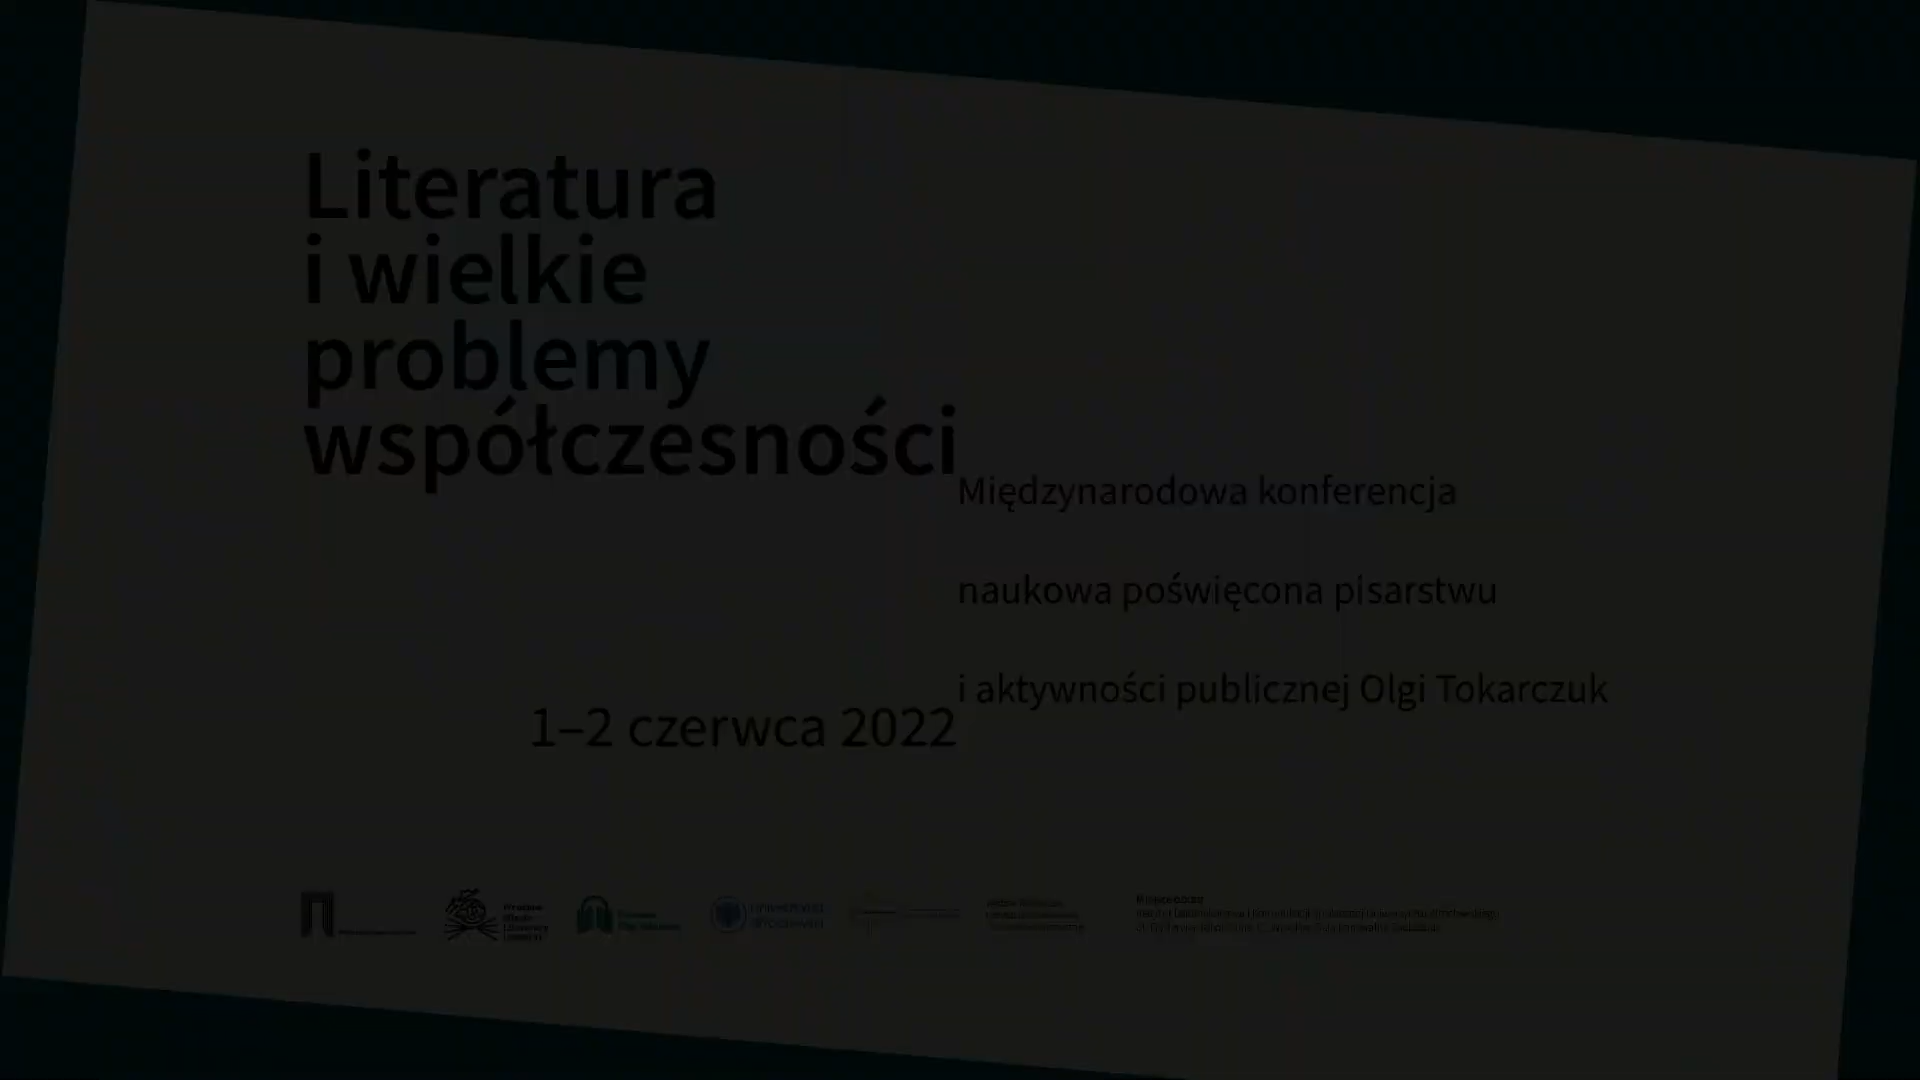 Literatura
i wielkie
problemy
współczesności
Międzynarodowa konferencja
naukowa poświęcona pisarstwu
i aktywności publicznej Olgi Tokarczuk
1–2 czerwca 2022